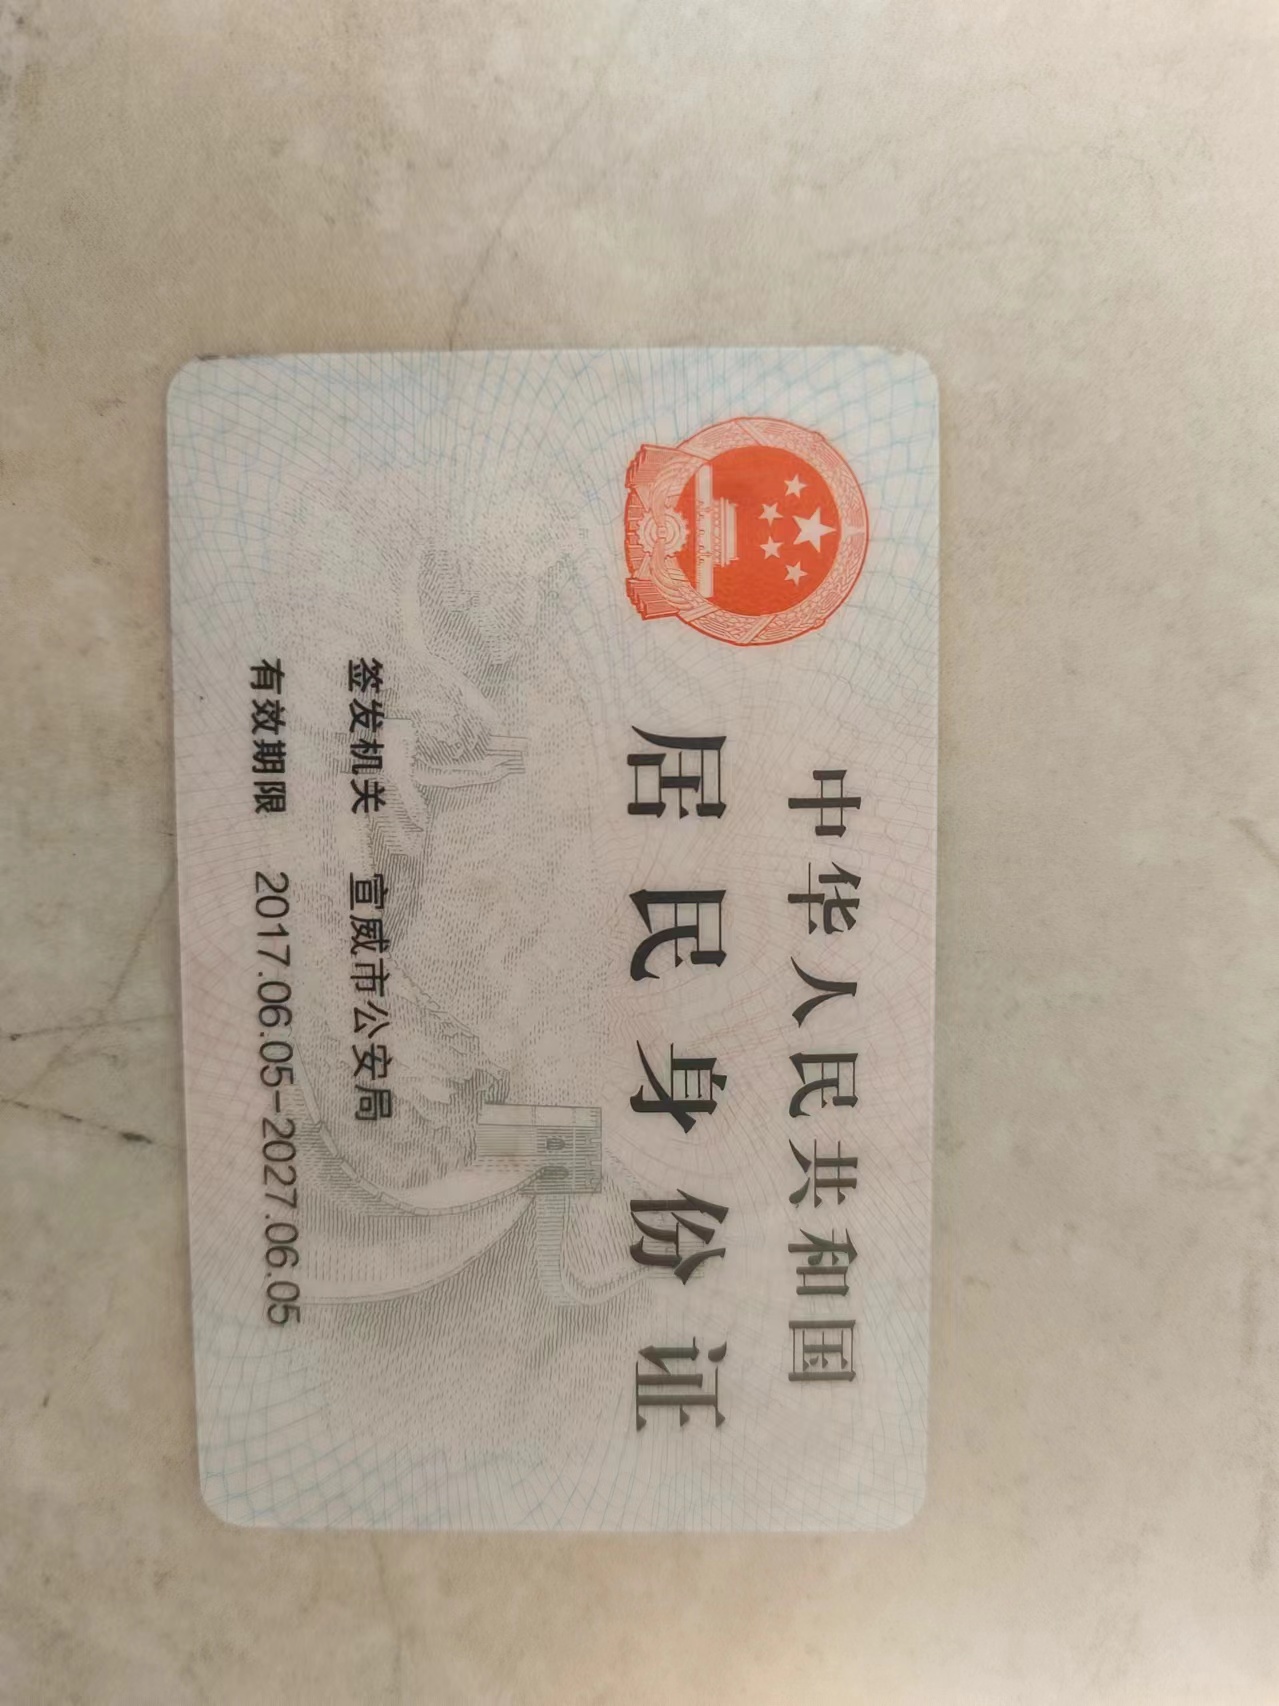 中华人民共和国
居民身份证
签发机关 宣威市公安局
有效期限 2017.06.05-2027.06.05